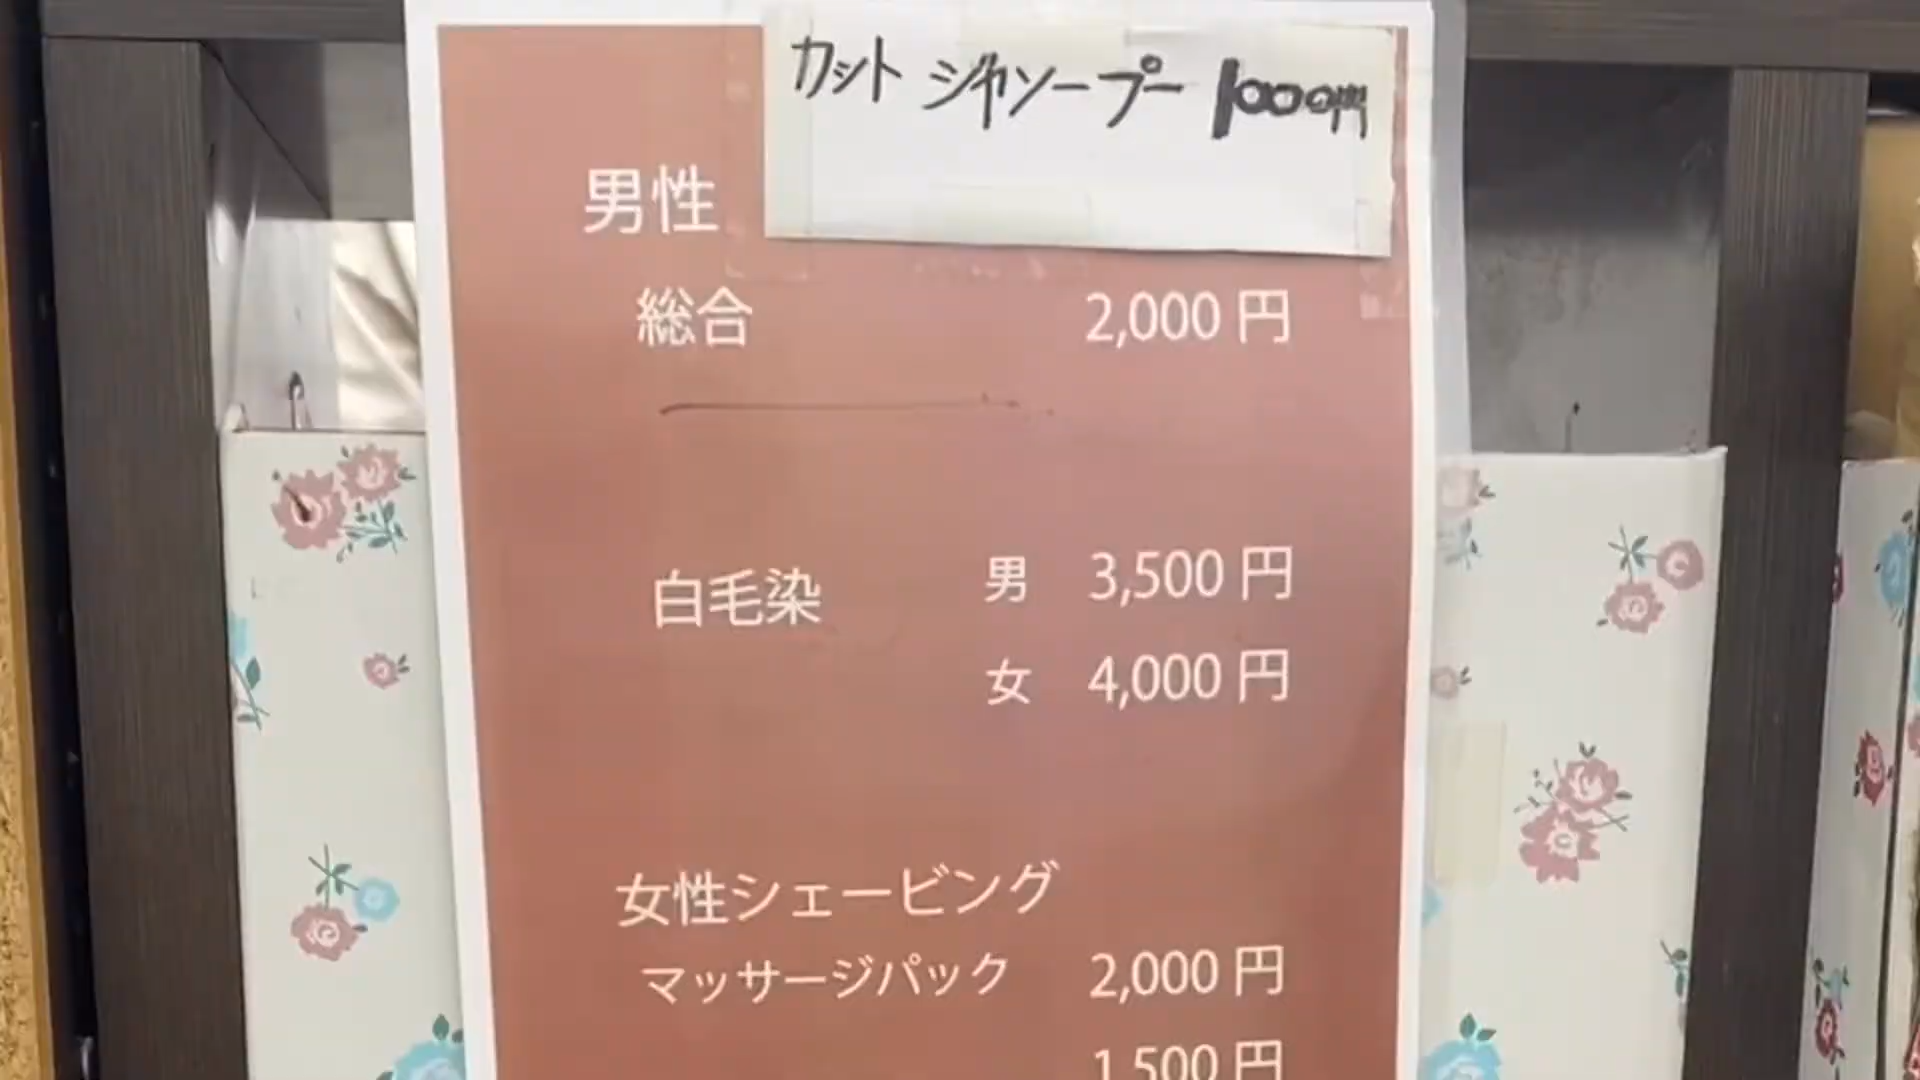 カット シャンプー 1000円
男性
総合 2,000 円
白毛染 男 3,500 円
女 4,000 円
女性シェービング
マッサージパック 2,000 円
1,500 円